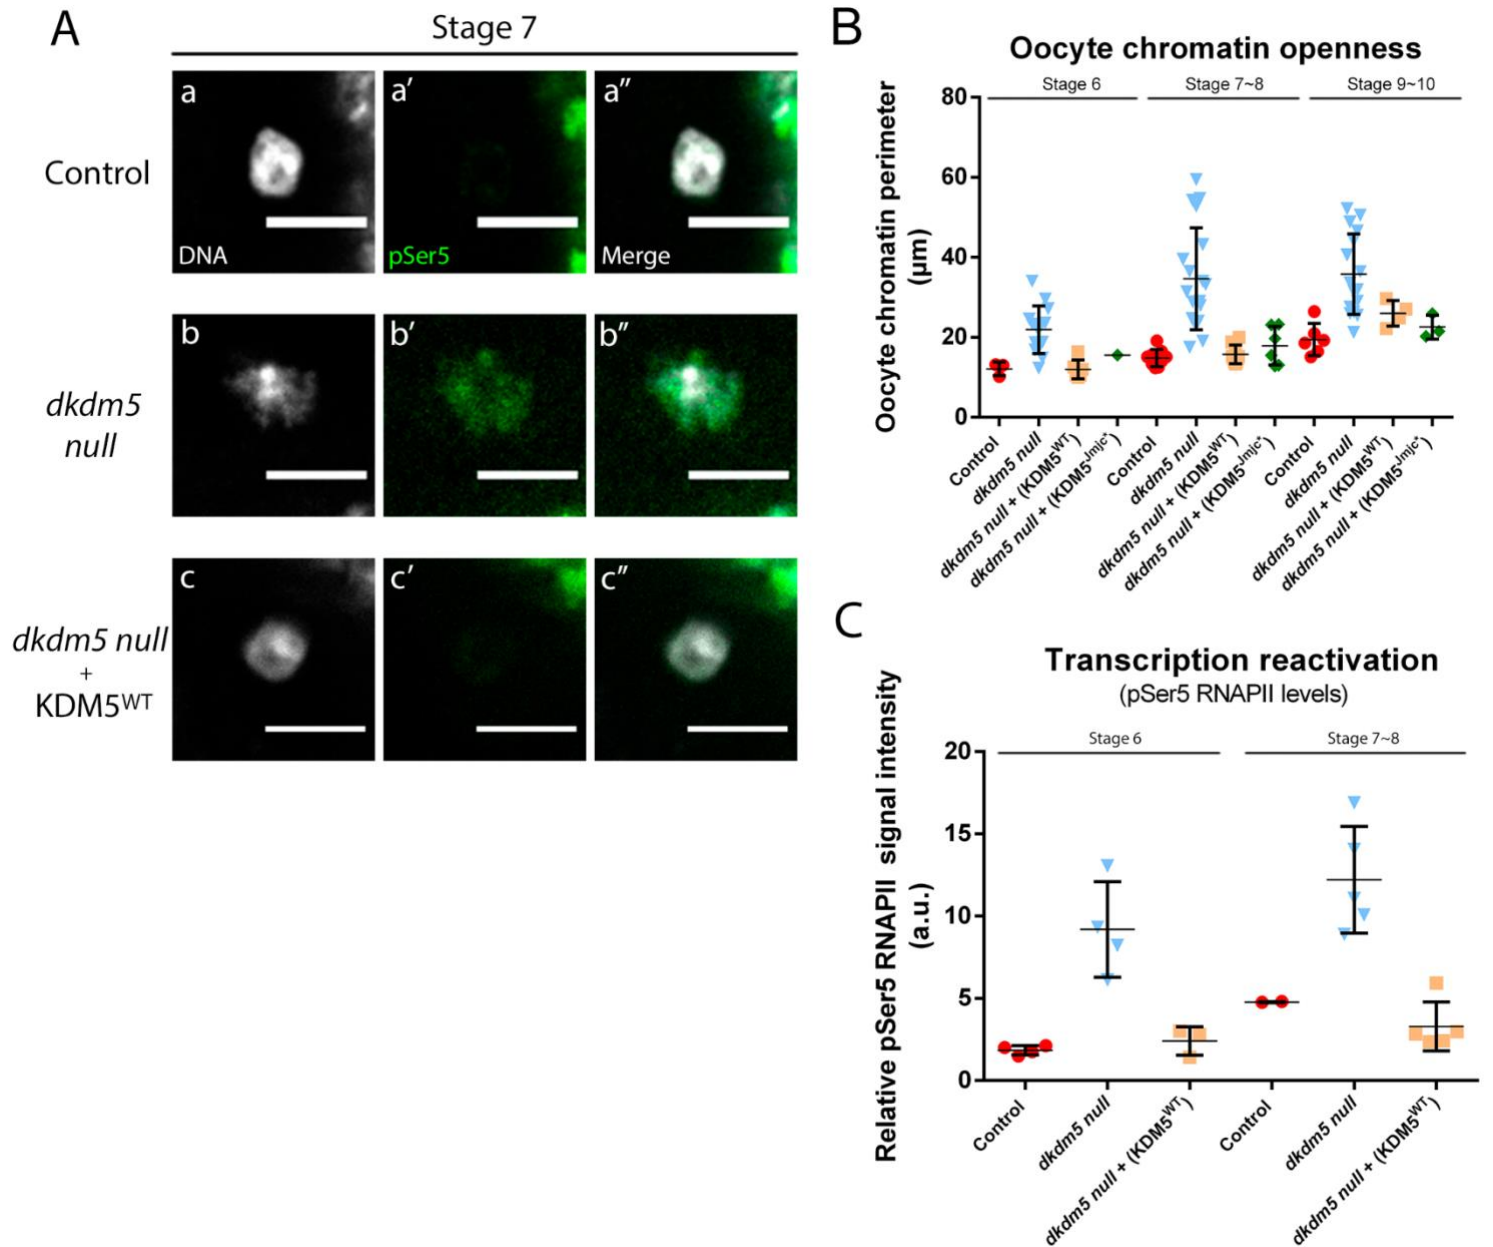 A
Stage 7
Control
a
a′
a″
DNA
pSer5
Merge
dkdm5
null
b
b′
b″
dkdm5 null
+
KDM5WT
c
c′
c″
B
Oocyte chromatin openness
Stage 6
Stage 7~8
Stage 9~10
Oocyte chromatin perimeter
(μm)
80
60
40
20
0
Control
dkdm5 null
dkdm5 null + (KDM5WT)
dkdm5 null + (KDM5Jmjc*)
Control
dkdm5 null
dkdm5 null + (KDM5WT)
dkdm5 null + (KDM5Jmjc*)
Control
dkdm5 null
dkdm5 null + (KDM5WT)
dkdm5 null + (KDM5Jmjc*)
C
Transcription reactivation
(pSer5 RNAPII levels)
Stage 6
Stage 7~8
Relative pSer5 RNAPII signal intensity
(a.u.)
20
15
10
5
0
Control
dkdm5 null
dkdm5 null + (KDM5WT)
Control
dkdm5 null
dkdm5 null + (KDM5WT)